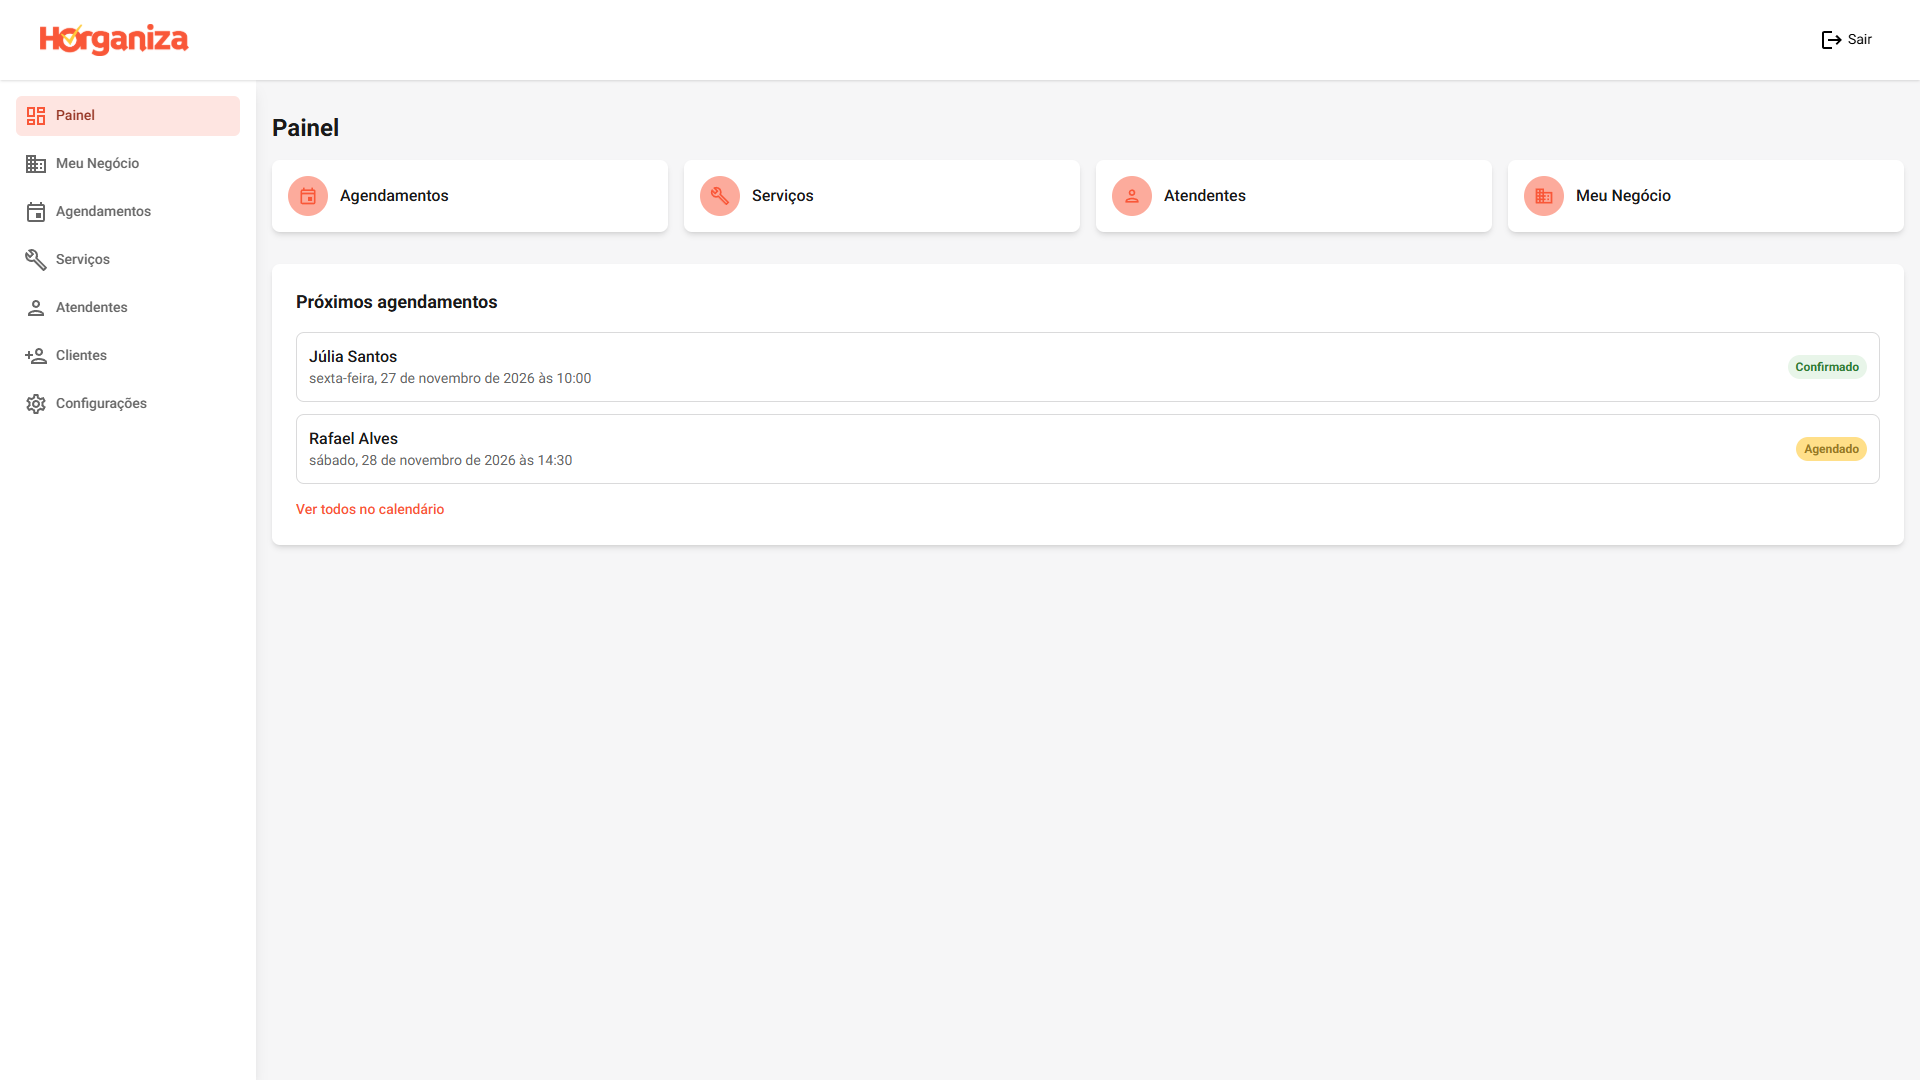 Horganiza
Sair
Painel
Meu Negócio
Agendamentos
Serviços
Atendentes
Clientes
Configurações
Painel
Agendamentos
Serviços
Atendentes
Meu Negócio
Próximos agendamentos
Júlia Santos
sexta-feira, 27 de novembro de 2026 às 10:00
Confirmado
Rafael Alves
sábado, 28 de novembro de 2026 às 14:30
Agendado
Ver todos no calendário